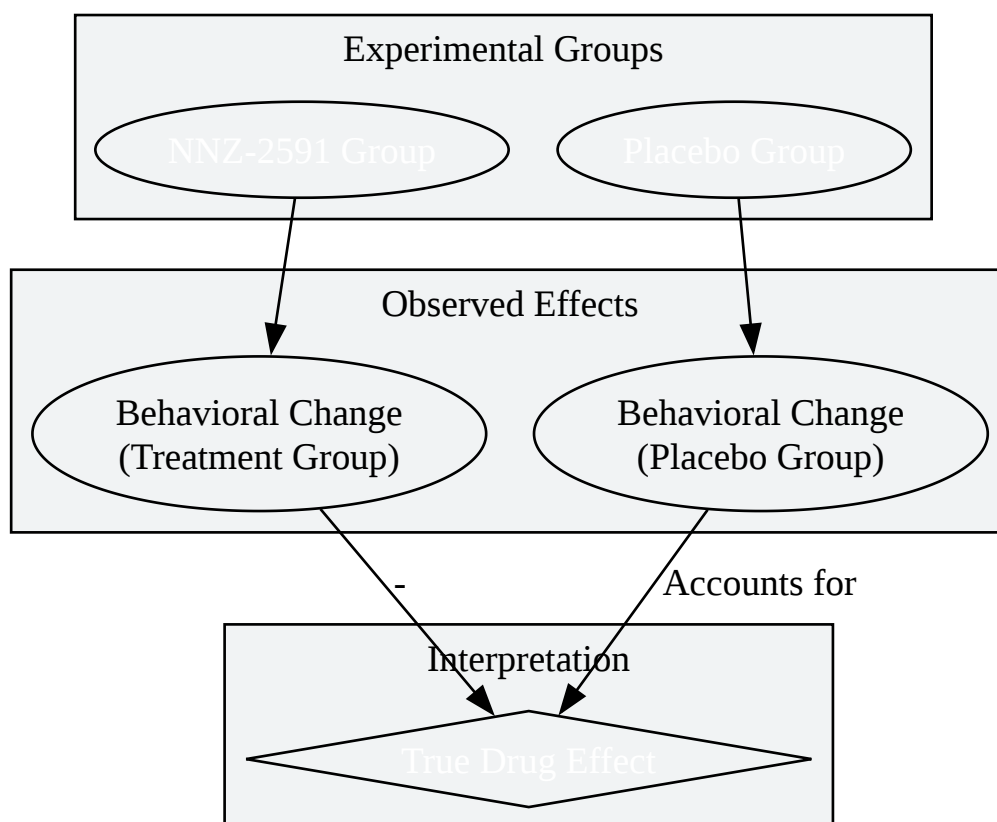 Experimental Groups
NNZ-2591 Group
Placebo Group
Observed Effects
Behavioral Change
(Treatment Group)
Behavioral Change
(Placebo Group)
-
Accounts for
Interpretation
True Drug Effect